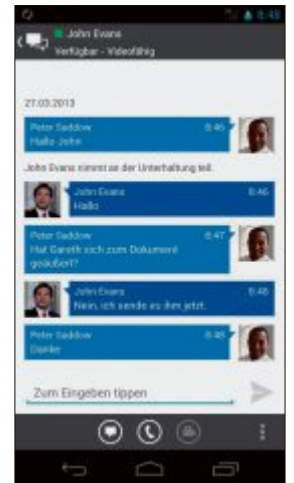 8:48
John Evans
Verfügbar - Videofähig
27.03.2013
Peter Saddow 8:46
Hallo John
John Evans nimmt an der Unterhaltung teil.
John Evans 8:46
Hallo
Peter Saddow 8:47
Hat Gareth sich zum Dokument
geäußert?
John Evans 8:48
Nein, ich sende es ihm jetzt.
Peter Saddow 8:48
Danke
Zum Eingeben tippen